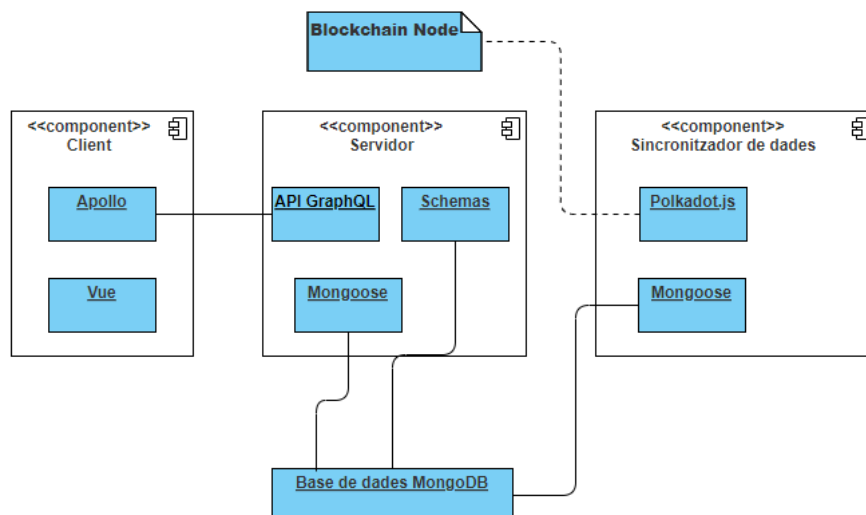 Blockchain Node
<<component>>
Client
Apollo
Vue
<<component>>
Servidor
API GraphQL
Schemas
Mongoose
<<component>>
Sincronitzador de dades
Polkadot.js
Mongoose
Base de dades MongoDB